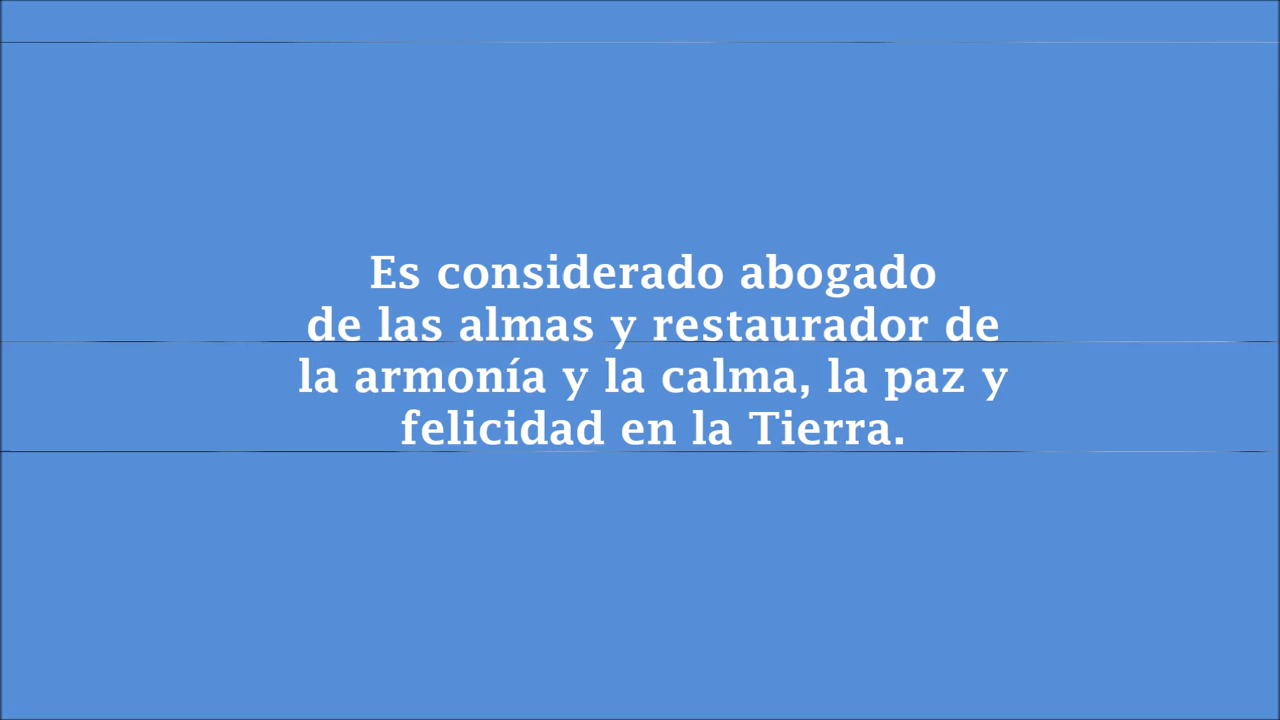 Es considerado abogado
de las almas y restaurador de
la armonía y la calma, la paz y
felicidad en la Tierra.